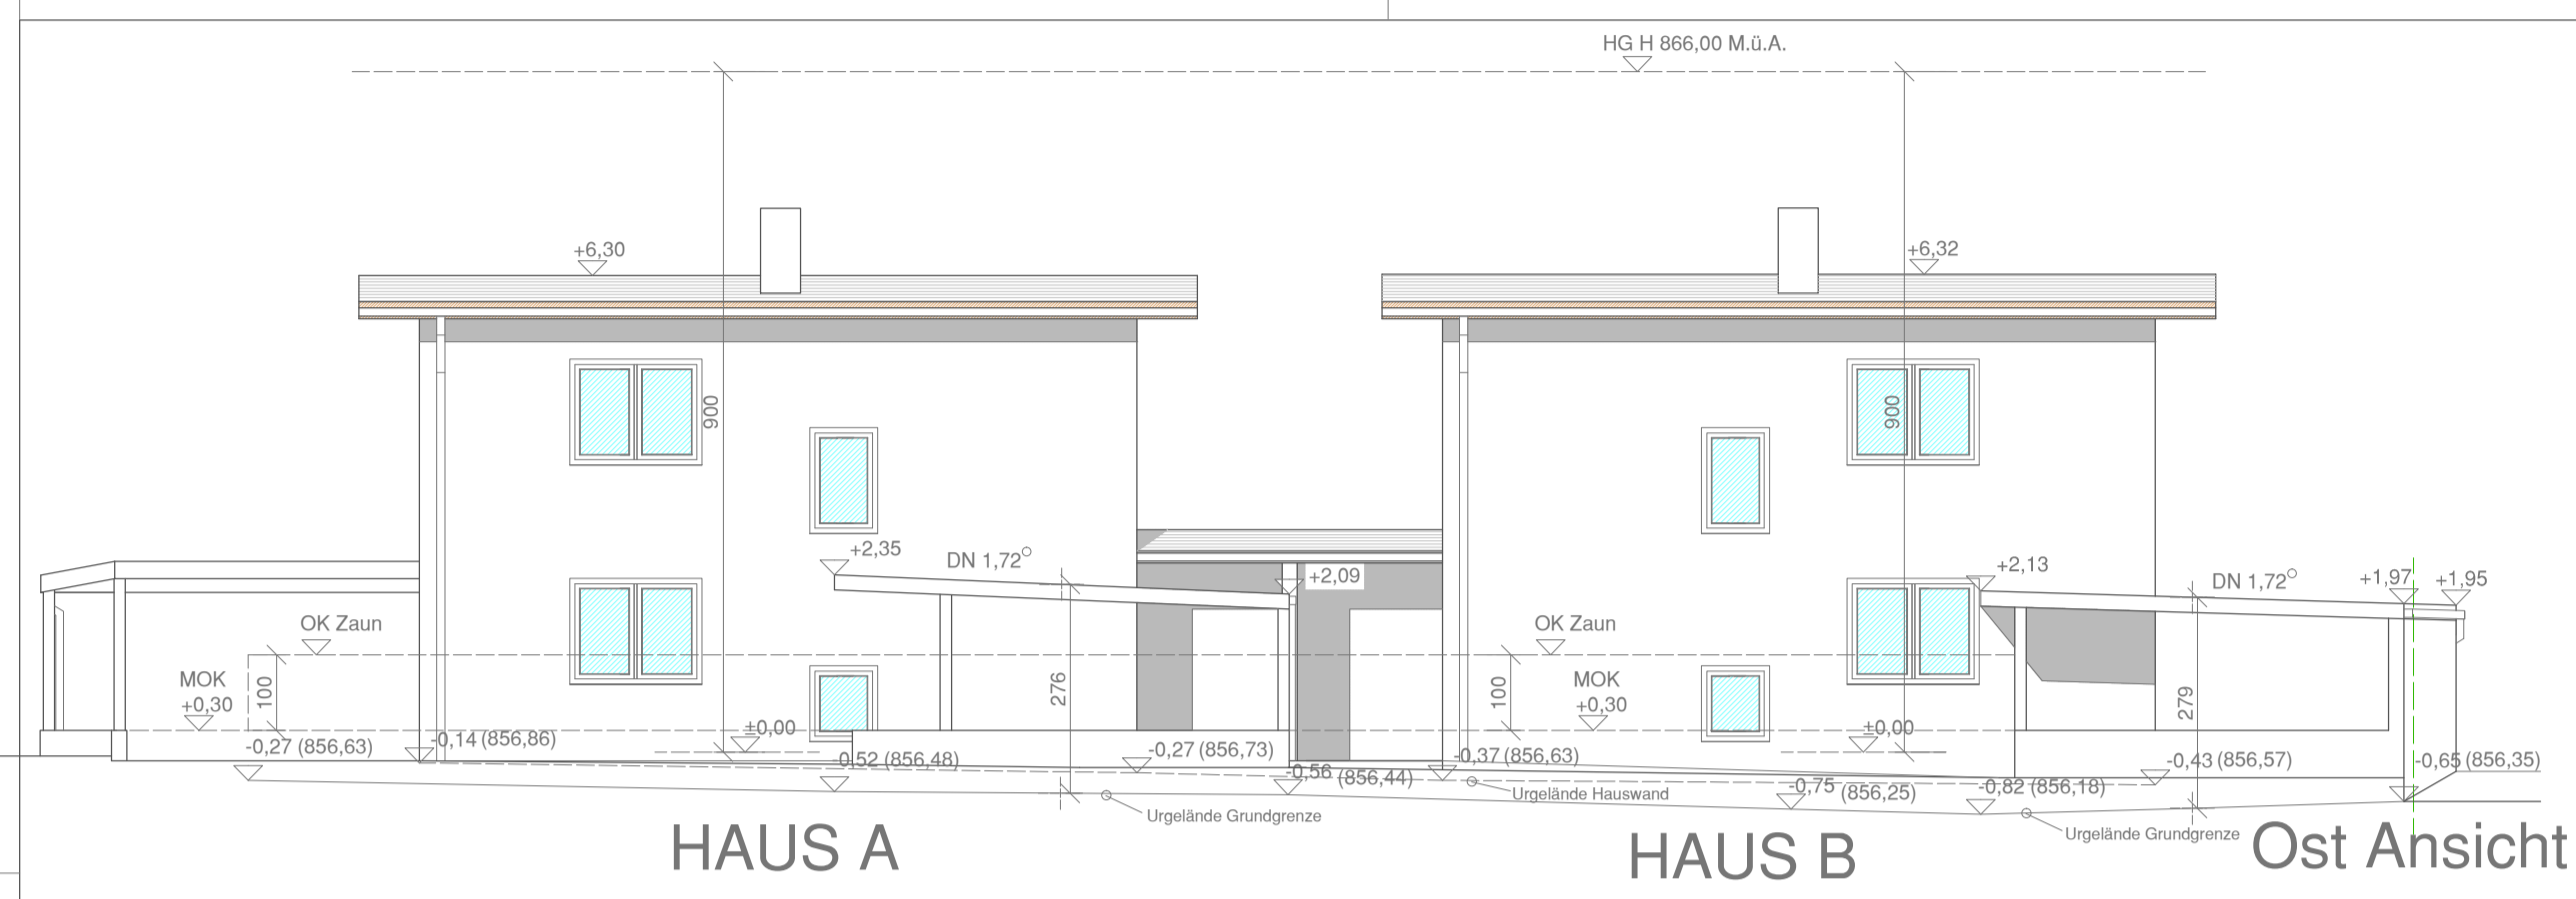 HG H 866,00 M.ü.A.
+6,30
+6,32
900
900
+2,35
DN 1,72°
+2,09
+2,13
DN 1,72°
+1,97
+1,95
OK Zaun
OK Zaun
MOK
+0,30
100
276
100
MOK
+0,30
279
-0,27 (856,63)
-0,14 (856,86)
±0,00
-0,52 (856,48)
-0,27 (856,73)
-0,56 (856,44)
-0,37 (856,63)
±0,00
-0,75 (856,25)
-0,82 (856,18)
-0,43 (856,57)
-0,65 (856,35)
Urgelände Grundgrenze
Urgelände Hauswand
Urgelände Grundgrenze
HAUS A
HAUS B
Ost Ansicht